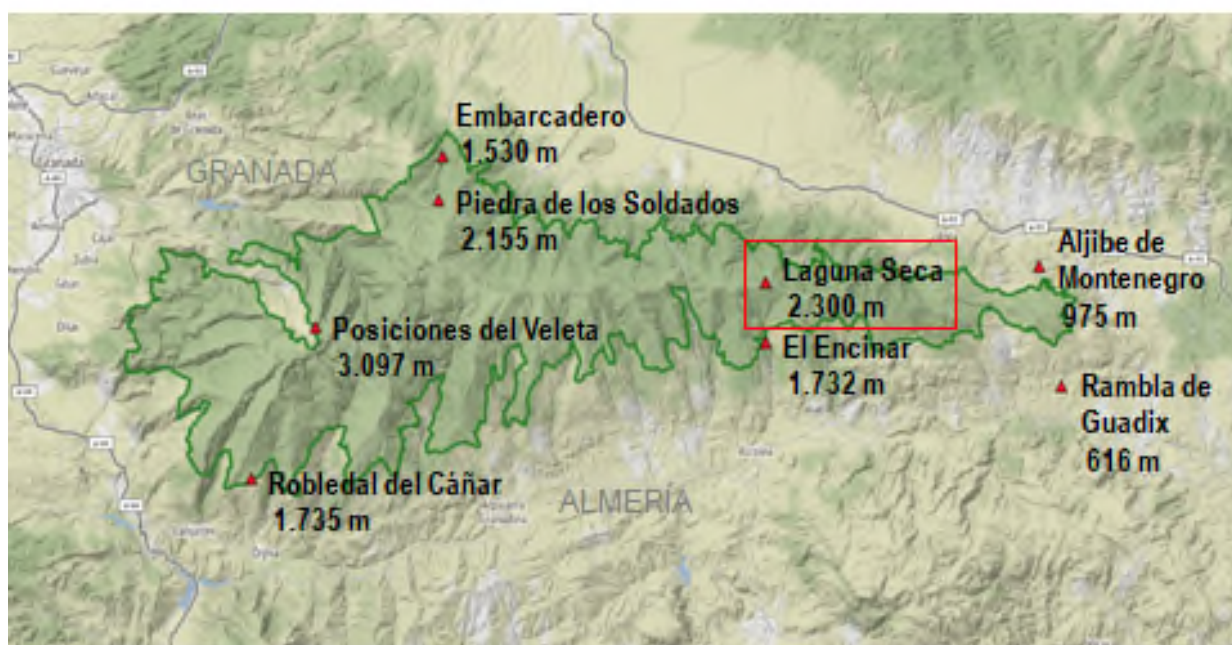 Embarcadero
1.530 m
GRANADA
Piedra de los Soldados
2.155 m
Granada
Laguna Seca
2.300 m
Aljibe de
Montenegro
975 m
Posiciones del Veleta
3.097 m
El Encinar
1.732 m
Rambla de
Guadix
616 m
Robledal del Cáñar
1.735 m
ALMERÍA